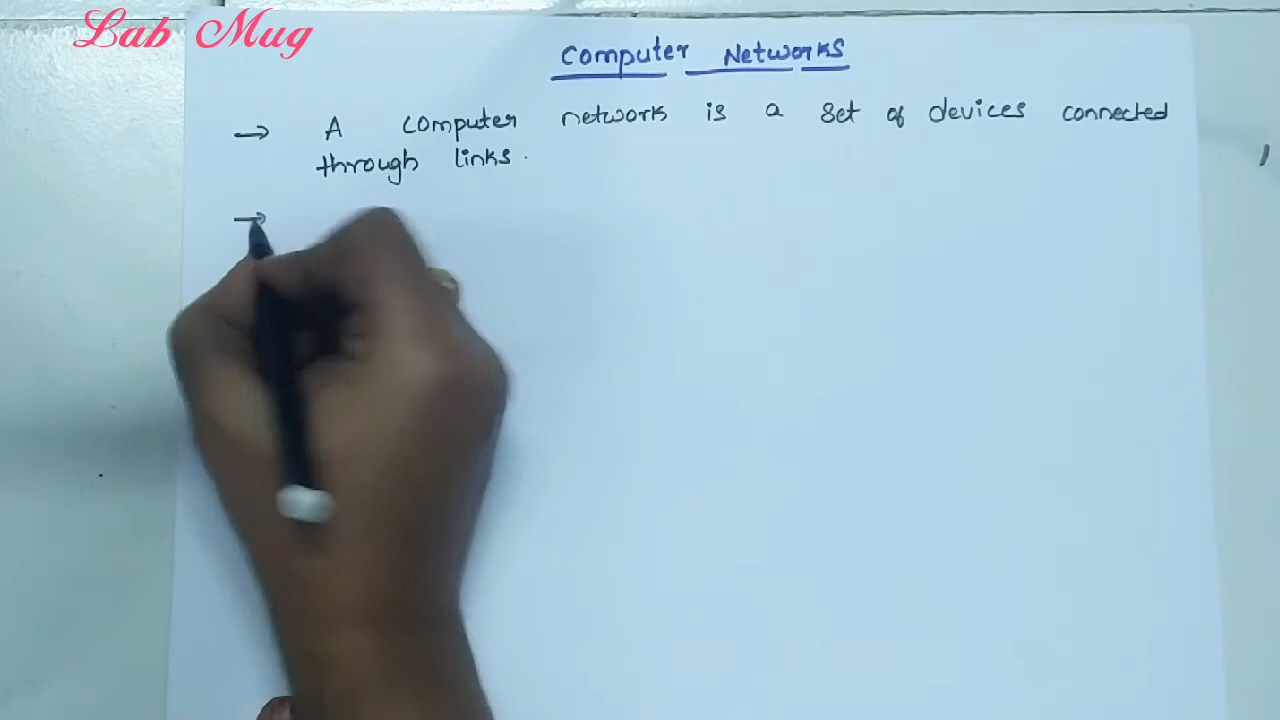 Lab Mug
Computer Networks
→ A computer network is a set of devices connected
through links.
→